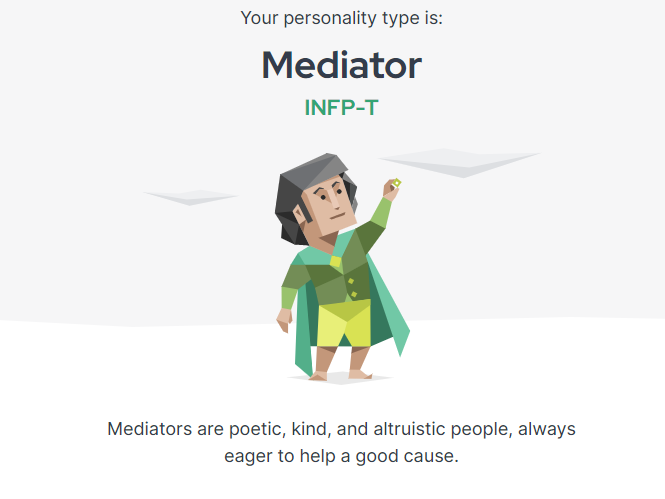 Your personality type is:
Mediator
INFP-T
Mediators are poetic, kind, and altruistic people, always
eager to help a good cause.